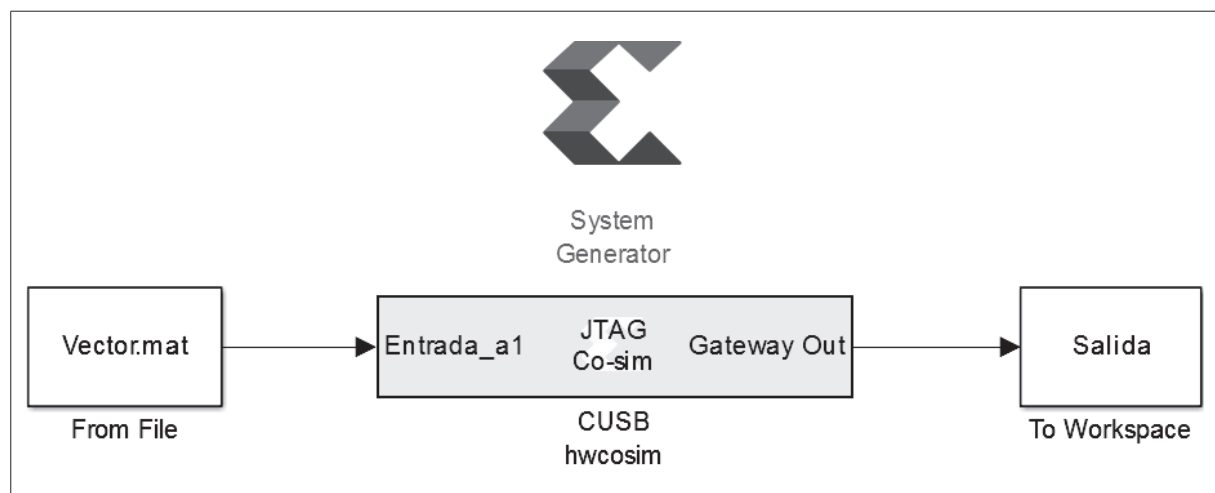 System
Generator
Vector.mat
Entrada_a1
JTAG
Co-sim
Gateway Out
Salida
From File
CUSB
hwcosim
To Workspace